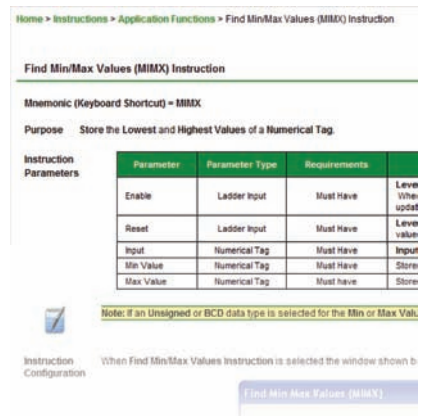 Home > Instructions > Application Functions > Find Min/Max Values (MIMX) Instruction
Find Min/Max Values (MIMX) Instruction
Mnemonic (Keyboard Shortcut) = MIMX
Purpose Store the Lowest and Highest Values of a Numerical Tag.
Instruction Parameters
Parameter Parameter Type Requirements
Enable Ladder Input Must Have Leve
Whe
updat
Reset Ladder Input Must Have Leve
value
Input Numerical Tag Must Have Input
Min Value Numerical Tag Must Have Store
Max Value Numerical Tag Must have Store
Note: If an Unsigned or BCD data type is selected for the Min or Max Valu
Instruction Configuration
When Find Min/Max Values Instruction is selected the window shown b
Find Min Max Values (MIMX)